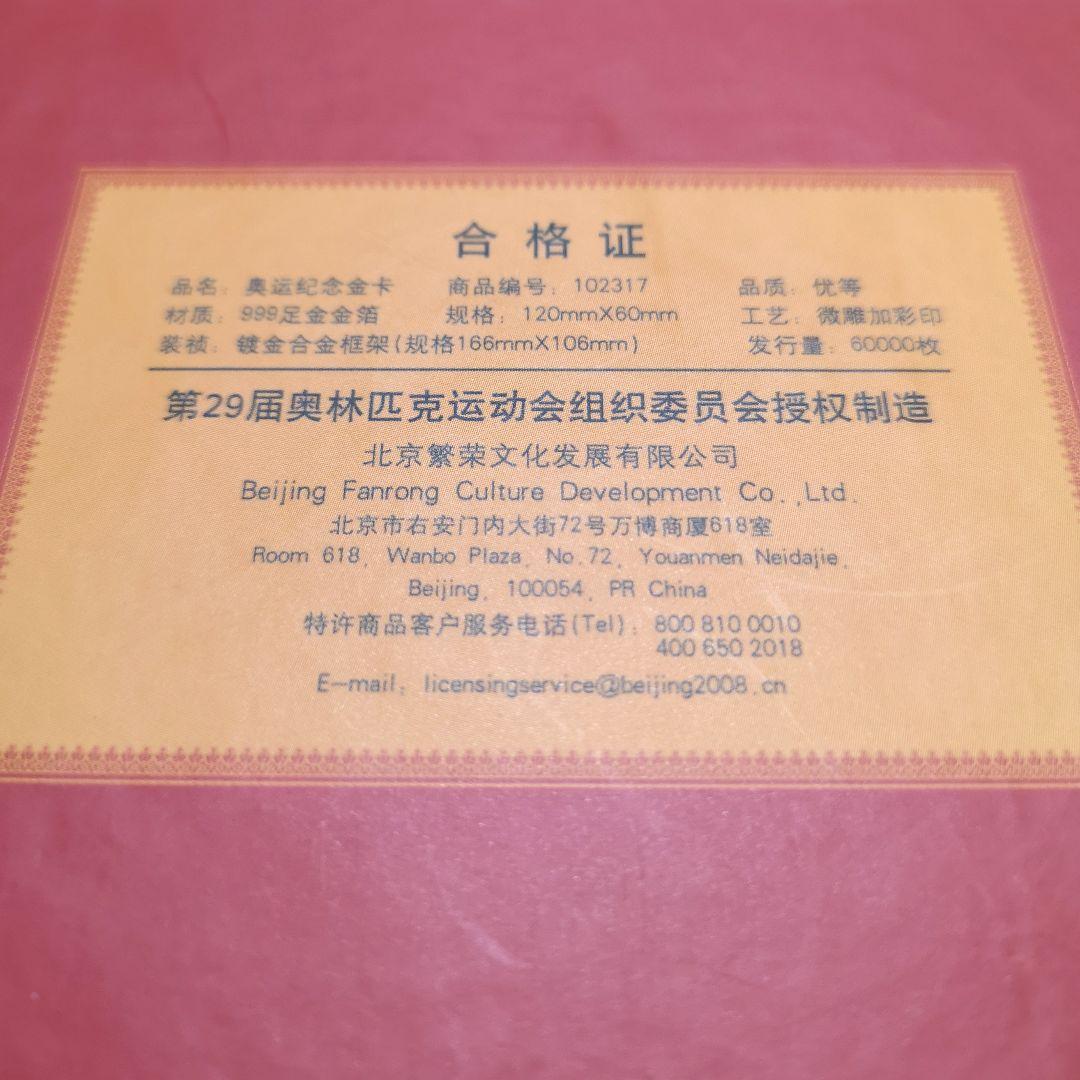 合格证
品名：奥运纪念金卡 商品编号：102317 品质：优等
材质：999足金金箔 规格：120mmX60mm 工艺：微雕加彩印
装祯：镀金合金框架(规格166mmX106mm) 发行量：60000枚
第29届奥林匹克运动会组织委员会授权制造
北京繁荣文化发展有限公司
Beijing Fanrong Culture Development Co.,Ltd.
北京市右安门内大街72号万博商厦618室
Room 618, Wanbo Plaza, No.72, Youanmen Neidajie,
Beijing, 100054, PR China
特许商品客户服务电话(Tel)：800 810 0010
400 650 2018
E-mail：licensingservice@beijing2008.cn